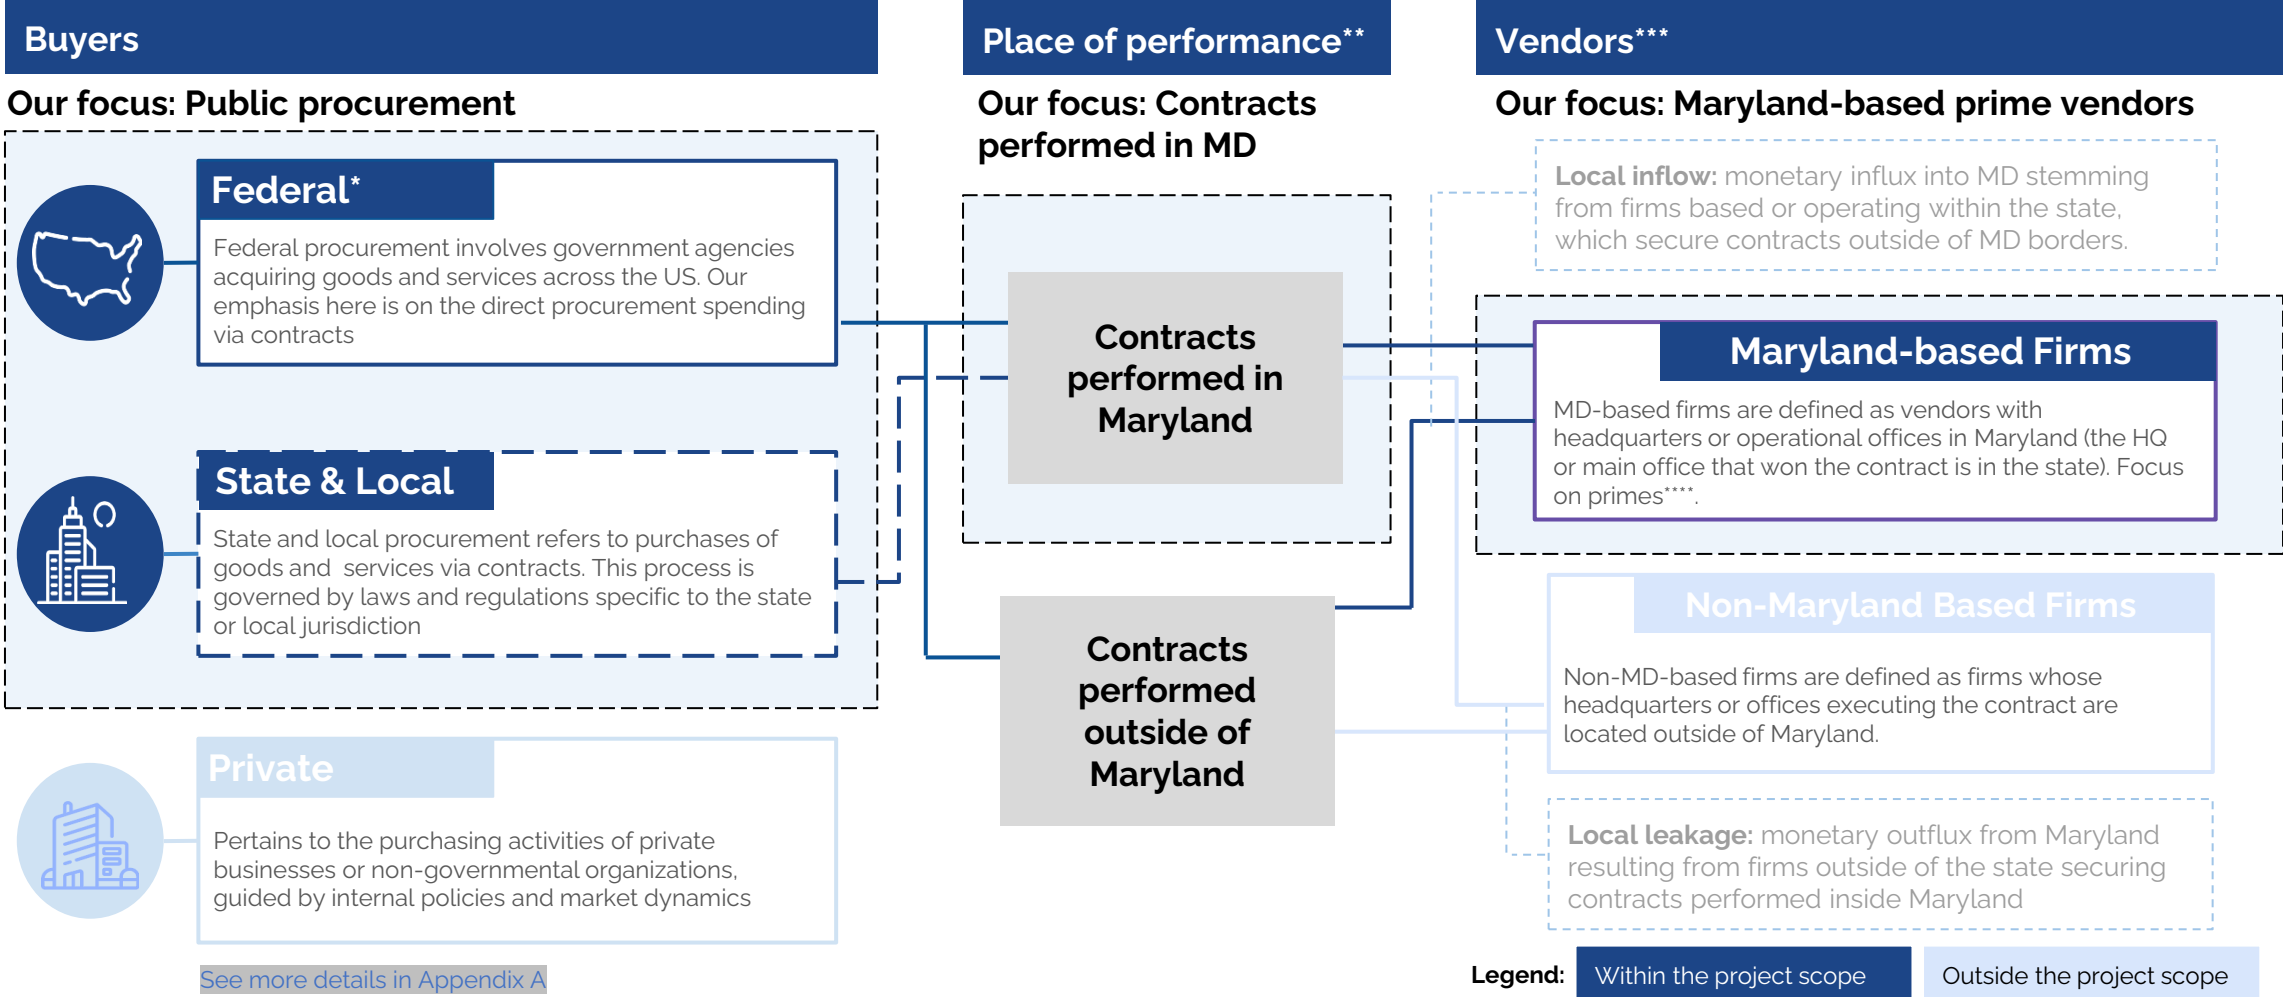 Buyers
Our focus: Public procurement
Federal*
Federal procurement involves government agencies
acquiring goods and services across the US. Our
emphasis here is on the direct procurement spending
via contracts
State & Local
State and local procurement refers to purchases of
goods and  services via contracts. This process is
governed by laws and regulations specific to the state
or local jurisdiction
Private
Pertains to the purchasing activities of private
businesses or non-governmental organizations,
guided by internal policies and market dynamics
See more details in Appendix A
Place of performance**
Our focus: Contracts
performed in MD
Contracts
performed in
Maryland
Contracts
performed
outside of
Maryland
Vendors***
Our focus: Maryland-based prime vendors
Local inflow: monetary influx into MD stemming
from firms based or operating within the state,
which secure contracts outside of MD borders.
Maryland-based Firms
MD-based firms are defined as vendors with
headquarters or operational offices in Maryland (the HQ
or main office that won the contract is in the state). Focus
on primes****.
Non-Maryland Based Firms
Non-MD-based firms are defined as firms whose
headquarters or offices executing the contract are
located outside of Maryland.
Local leakage: monetary outflux from Maryland
resulting from firms outside of the state securing
contracts performed inside Maryland
Legend:
Within the project scope
Outside the project scope